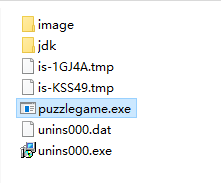 image
jdk
is-1GJ4A.tmp
is-KSS49.tmp
puzzlegame.exe
unins000.dat
unins000.exe